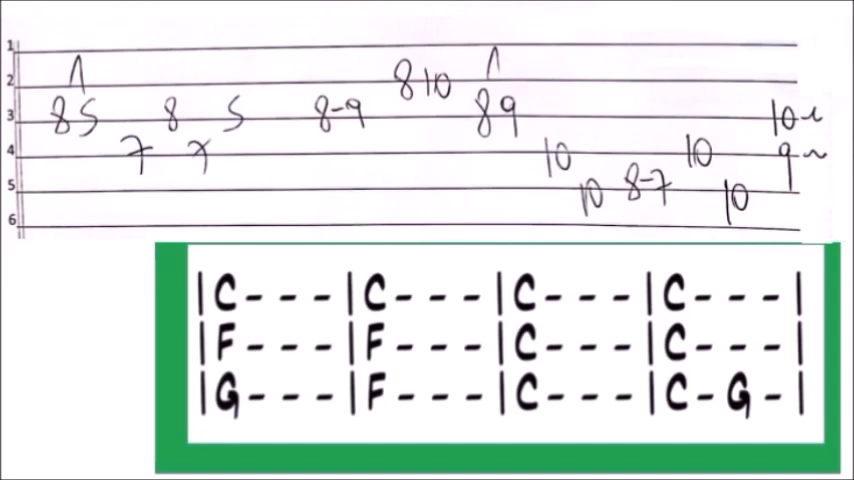 1
2 8 10
3 8 5 8 5 8-9 8 9 10~
4 7 7 10 10 9~
5 10 8-7 10
6
|C---|C---|C---|C---|
|F---|F---|C---|C---|
|G---|F---|C---|C-G-|